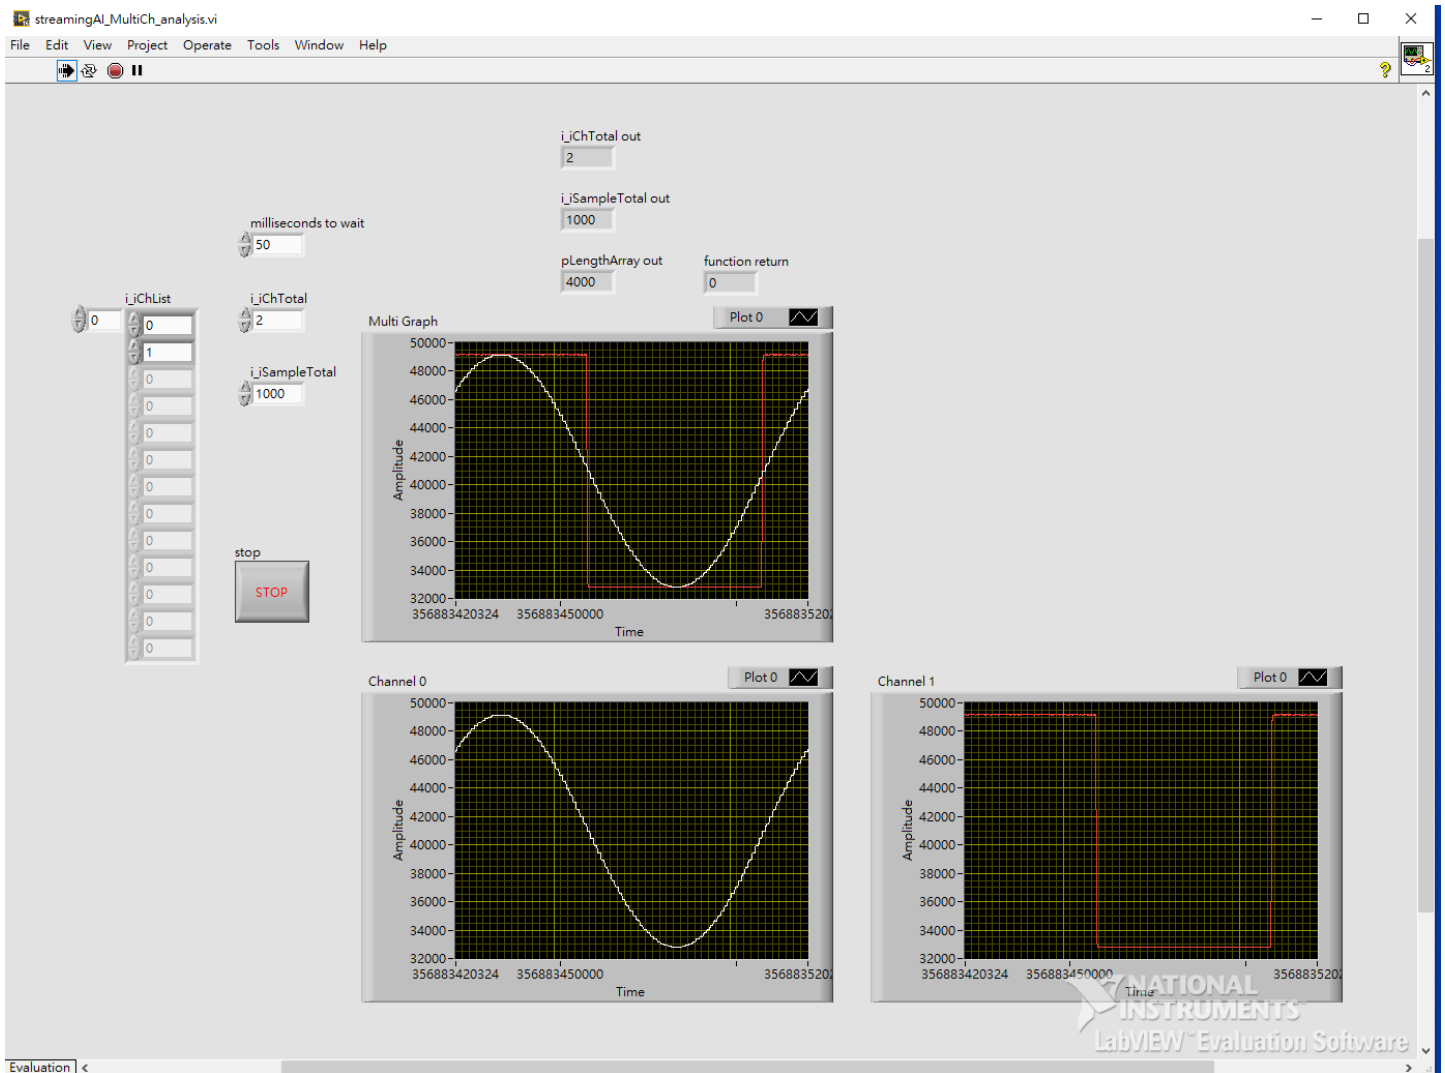 streamingAI_MultiCh_analysis.vi
File Edit View Project Operate Tools Window Help
2
i_iChTotal out
2
i_iSampleTotal out
1000
milliseconds to wait
50
pLengthArray out
4000
function return
0
i_iChList
0
0
1
0
0
0
0
0
0
0
0
0
0
0
i_iChTotal
2
i_iSampleTotal
1000
stop
STOP
Multi Graph
Plot 0
50000
48000
46000
44000
42000
40000
38000
36000
34000
32000
Amplitude
356883420324 356883450000
Time
Channel 0
Plot 0
50000
48000
46000
44000
42000
40000
38000
36000
34000
32000
Amplitude
356883420324 356883450000
Time
Channel 1
Plot 0
50000
48000
46000
44000
42000
40000
38000
36000
34000
32000
Amplitude
356883420324 356883450000
Time
NATIONAL
INSTRUMENTS
LabVIEW™ Evaluation Software
Evaluation